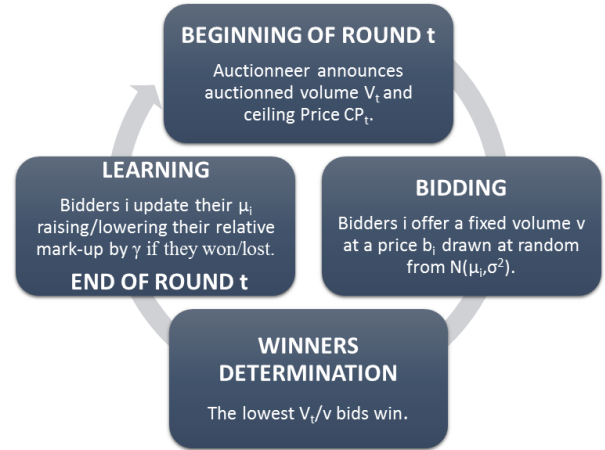 BEGINNING OF ROUND t
Auctionneer announces
auctionned volume Vₜ and
ceilling Price CPₜ.
BIDDING
Bidders i offer a fixed volume v
at a price bᵢ drawn at random
from N(μᵢ,σ²).
WINNERS
DETERMINATION
The lowest Vₜ/v bids win.
LEARNING
Bidders i update their μᵢ
raising/lowering their relative
mark-up by γ if they won/lost.
END OF ROUND t